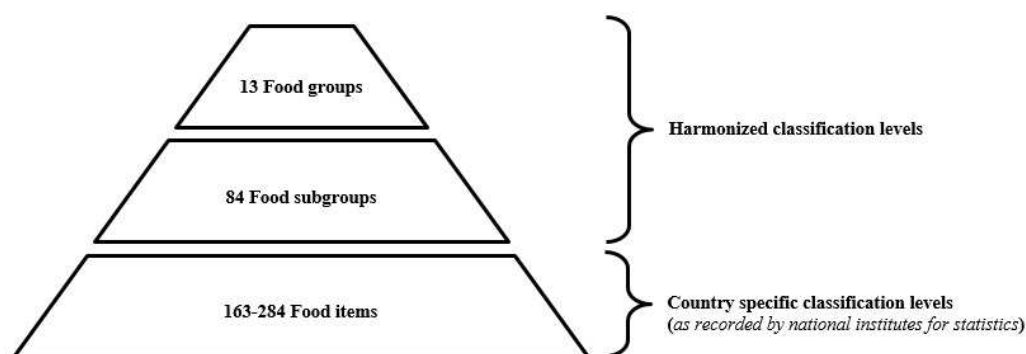 13 Food groups
Harmonized classification levels
84 Food subgroups
163-284 Food items
Country specific classification levels
(as recorded by national institutes for statistics)